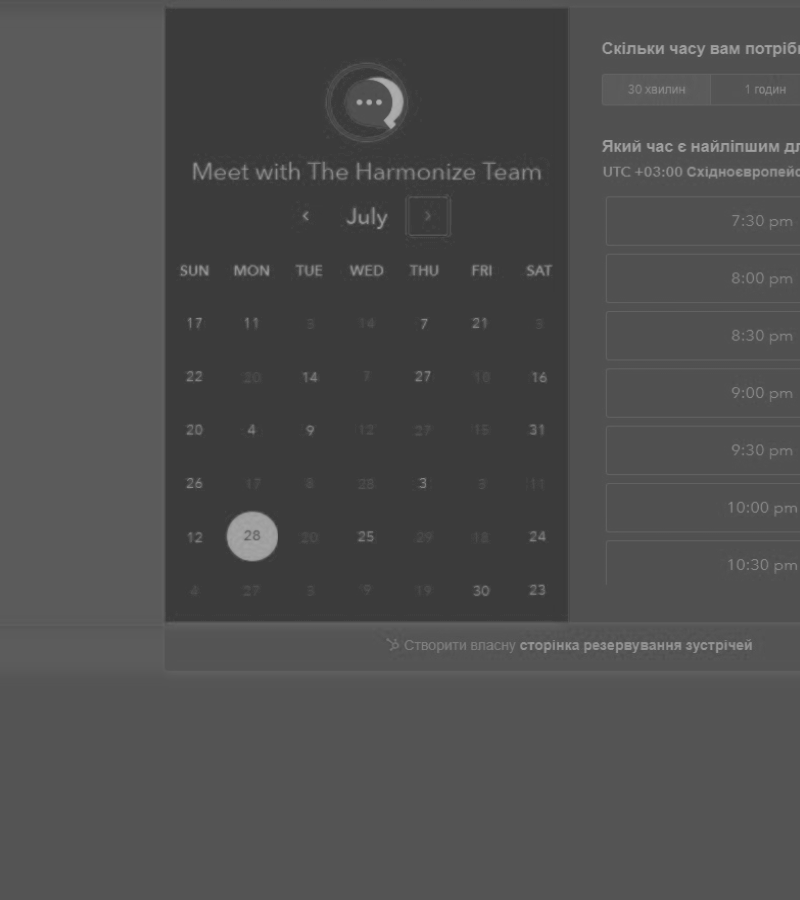 Скільки часу вам потріб
30 хвилин 1 годин
Meet with The Harmonize Team
Який час є найліпшим дл
UTC +03:00 Східноєвропейс
‹ July ›
SUN MON TUE WED THU FRI SAT
17 11 3 14 7 21 3
22 20 14 7 27 18 16
20 4 9 12 27 15 31
26 17 8 28 3 9 11
12 28 20 25 29 18 24
4 27 3 9 19 30 23
7:30 pm
8:00 pm
8:30 pm
9:00 pm
9:30 pm
10:00 pm
10:30 pm
Створити власну сторінка резервування зустрічей